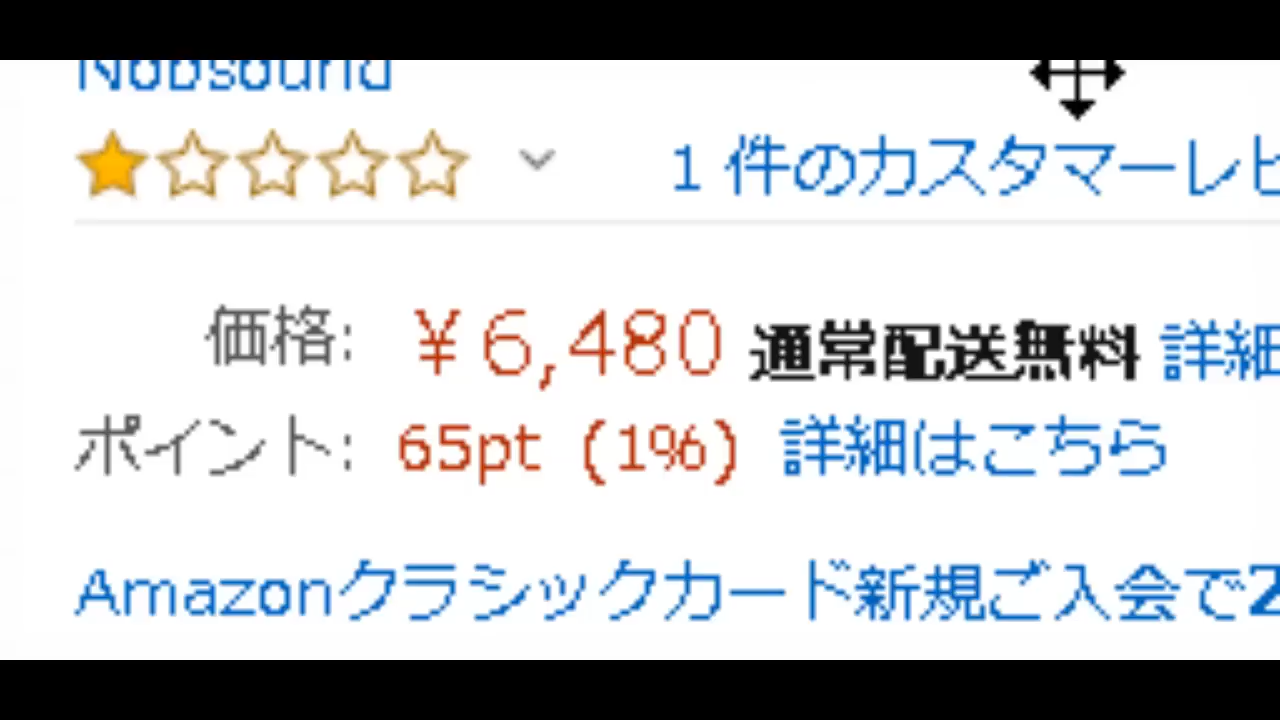 Nobsound
1 件のカスタマーレビ
価格: ￥ 6,480 通常配送無料 詳細
ポイント: 65pt (1%) 詳細はこちら
Amazonクラシックカード新規ご入会で2